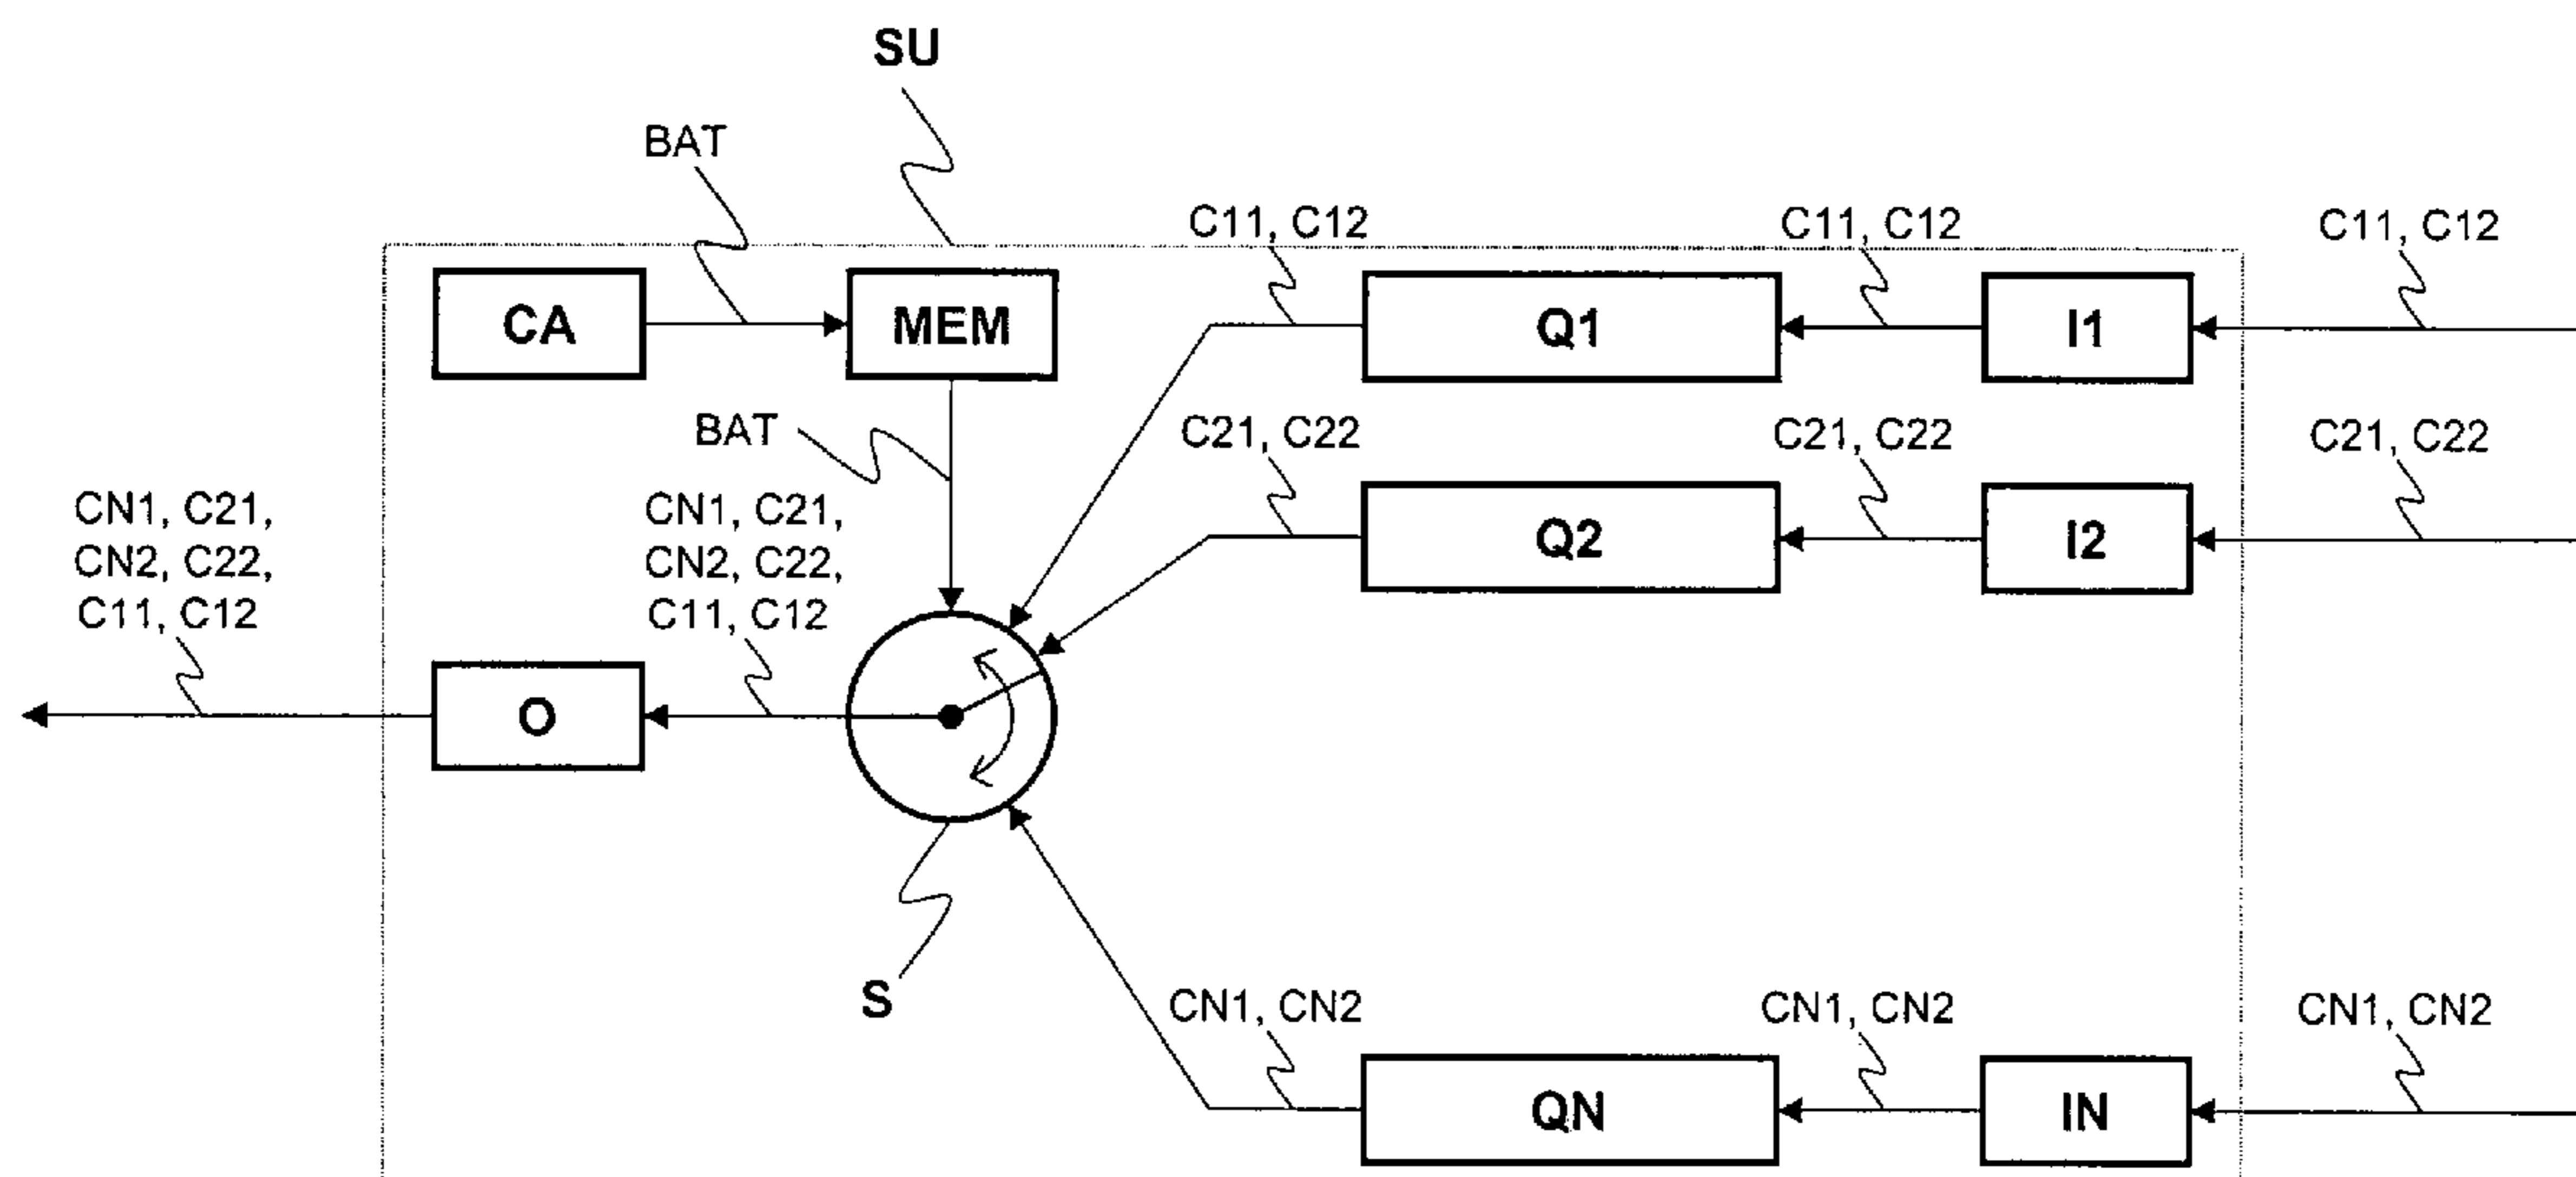 SU
BAT
C11, C12
C11, C12
C11, C12
CA
MEM
Q1
I1
BAT
C21, C22
C21, C22
C21, C22
CN1, C21,
CN2, C22,
C11, C12
CN1, C21,
CN2, C22,
C11, C12
Q2
I2
O
S
CN1, CN2
CN1, CN2
CN1, CN2
QN
IN